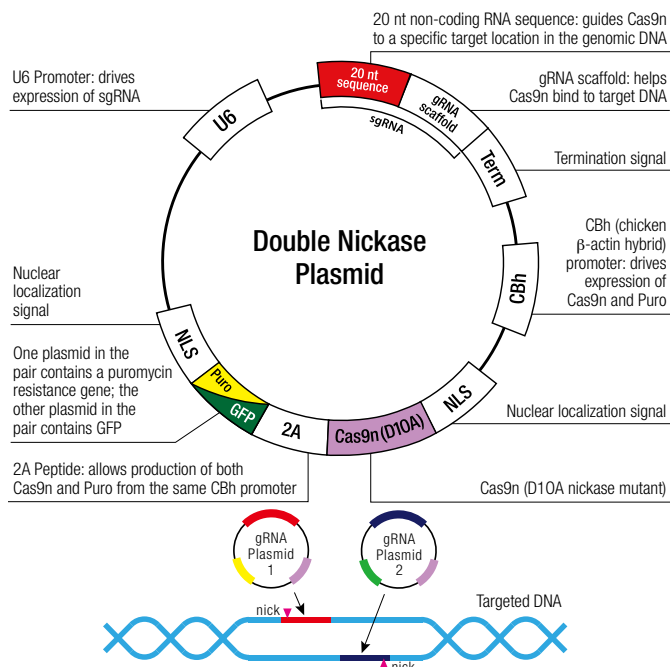 20 nt non-coding RNA sequence: guides Cas9n
to a specific target location in the genomic DNA
U6 Promoter: drives
expression of sgRNA
gRNA scaffold: helps
Cas9n bind to target DNA
U6
20 nt
sequence
gRNA
scaffold
sgRNA
Term
Termination signal
Double Nickase
Plasmid
CBh (chicken
β-actin hybrid)
promoter: drives
expression of
Cas9n and Puro
CBh
Nuclear
localization
signal
NLS
One plasmid in the
pair contains a puromycin
resistance gene; the
other plasmid in the
pair contains GFP
Puro
GFP
2A
Cas9n (D10A)
NLS
Nuclear localization signal
2A Peptide: allows production of both
Cas9n and Puro from the same CBh promoter
Cas9n (D10A nickase mutant)
gRNA
Plasmid
1
gRNA
Plasmid
2
Targeted DNA
nick
nick